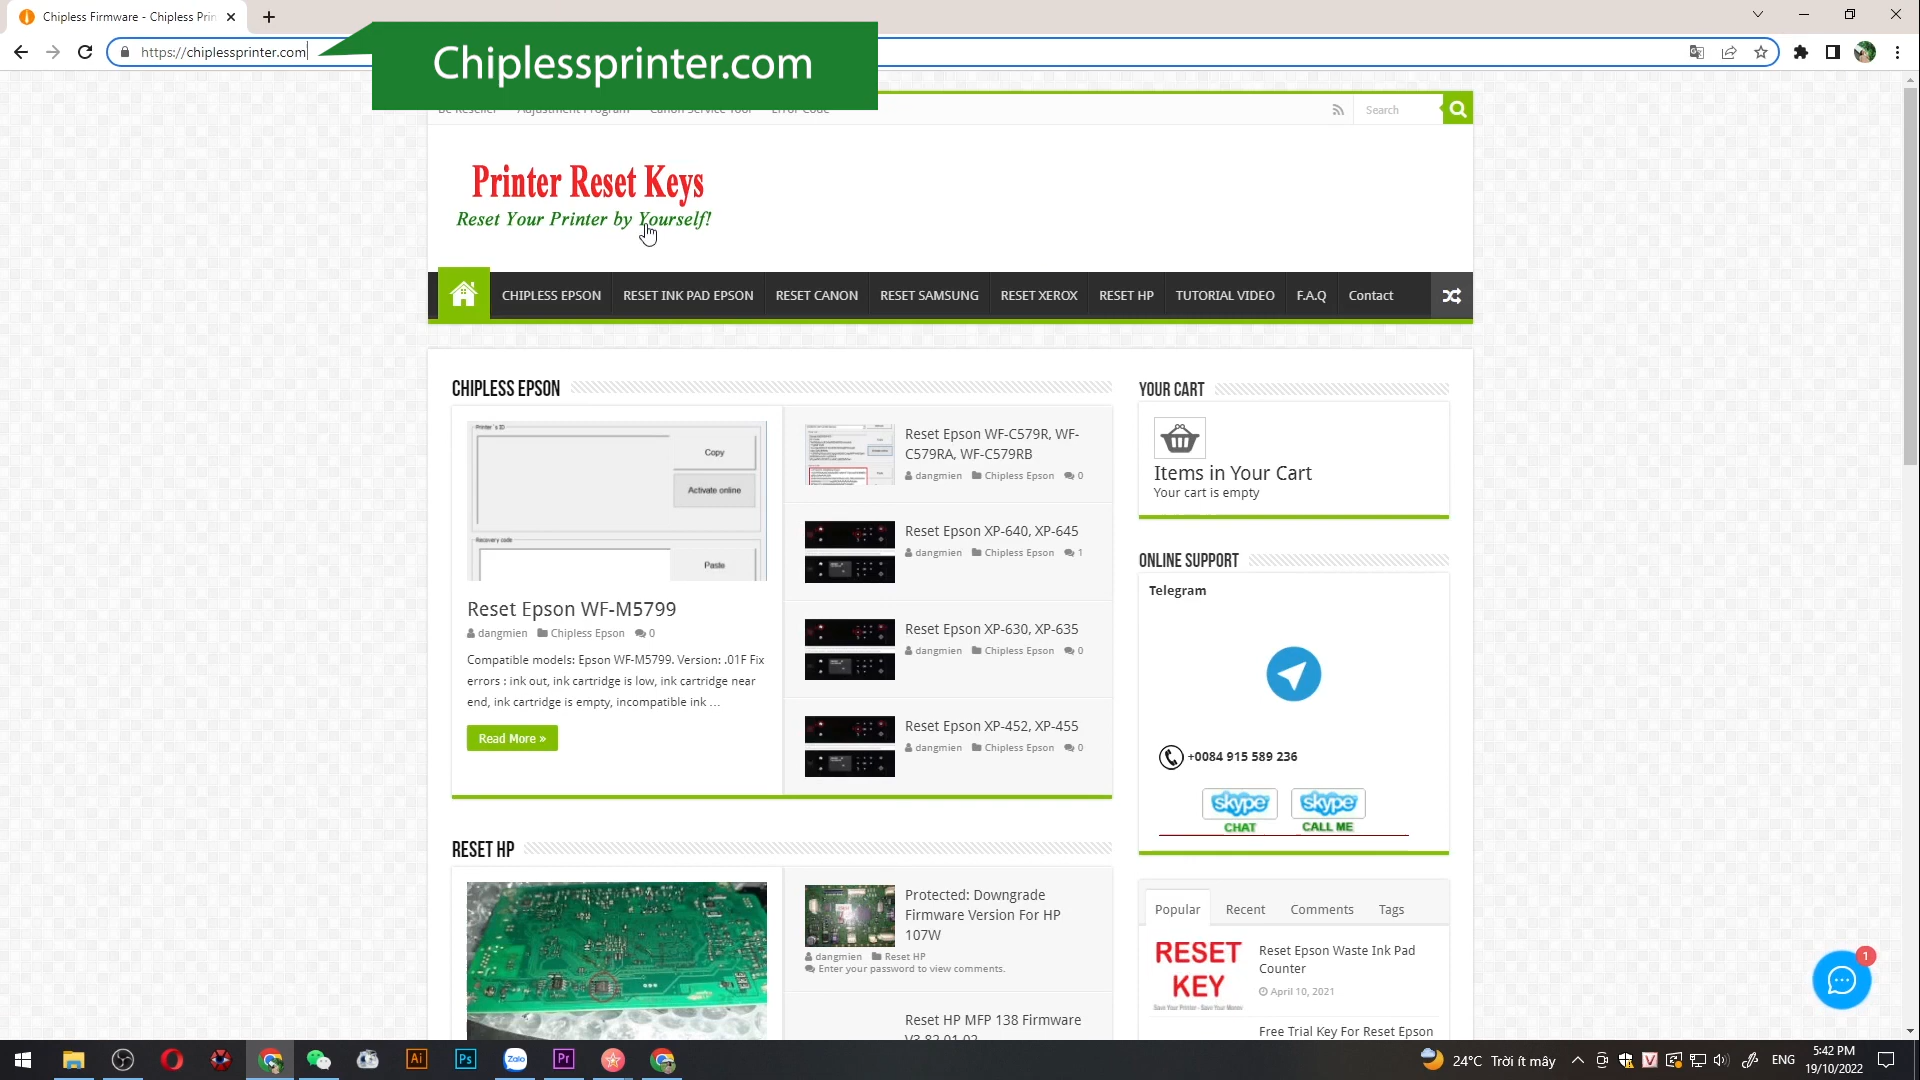 Chipless Firmware - Chipless Prin
https://chiplessprinter.com
Chiplessprinter.com
Be Reseller Adjustment Program Canon Service Tool Error Code
Search
Printer Reset Keys
Reset Your Printer by Yourself!
CHIPLESS EPSON RESET INK PAD EPSON RESET CANON RESET SAMSUNG RESET XEROX RESET HP TUTORIAL VIDEO F.A.Q Contact
CHIPLESS EPSON
Printer`s ID
Copy
Activate online
Recovery code
Paste
Reset Epson WF-M5799
dangmien Chipless Epson 0
Compatible models: Epson WF-M5799. Version: .01F Fix
errors : ink out, ink cartridge is low, ink cartridge near
end, ink cartridge is empty, incompatible ink …
Read More »
Reset Epson WF-C579R, WF-
C579RA, WF-C579RB
dangmien Chipless Epson 0
Reset Epson XP-640, XP-645
dangmien Chipless Epson 1
Reset Epson XP-630, XP-635
dangmien Chipless Epson 0
Reset Epson XP-452, XP-455
dangmien Chipless Epson 0
YOUR CART
Items in Your Cart
Your cart is empty
ONLINE SUPPORT
Telegram
+0084 915 589 236
skype skype
CHAT CALL ME
RESET HP
Protected: Downgrade
Firmware Version For HP
107W
dangmien Reset HP
Enter your password to view comments.
Reset HP MFP 138 Firmware
V3.82.01.02
Popular Recent Comments Tags
RESET
KEY
Save Your Printer - Save Your Money
Reset Epson Waste Ink Pad
Counter
April 10, 2021
Free Trial Key For Reset Epson
1
Ai Ps Zalo Pr
24°C Trời ít mây
V
ENG
5:42 PM
19/10/2022